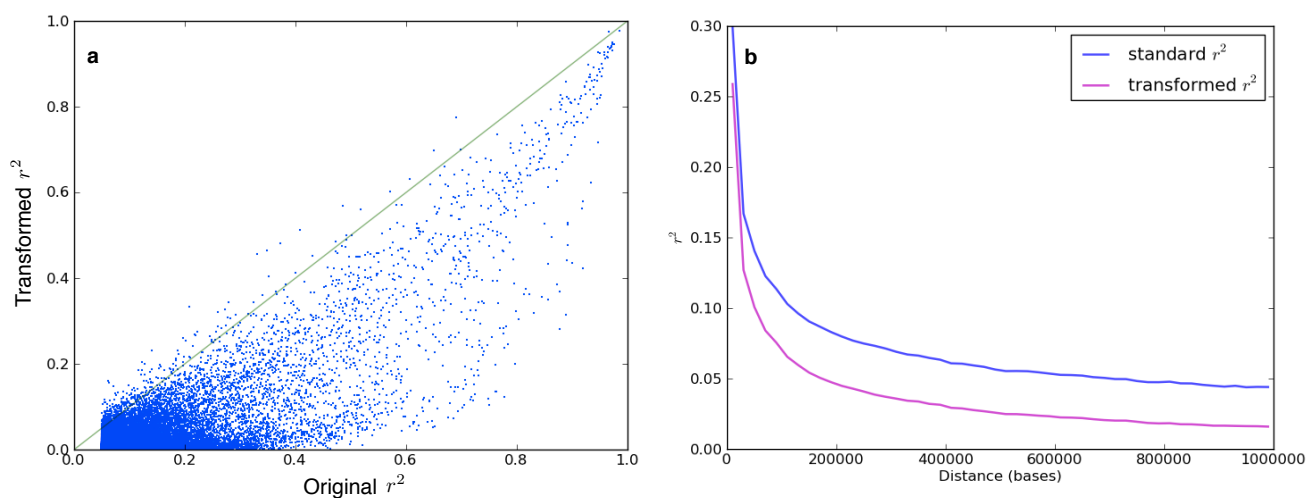 a
1.0
0.8
0.6
0.4
0.2
0.0
Transformed r²
0.0 0.2 0.4 0.6 0.8 1.0
Original r²
b
standard r²
transformed r²
0.30
0.25
0.20
0.15
0.10
0.05
0.00
r²
0 200000 400000 600000 800000 1000000
Distance (bases)